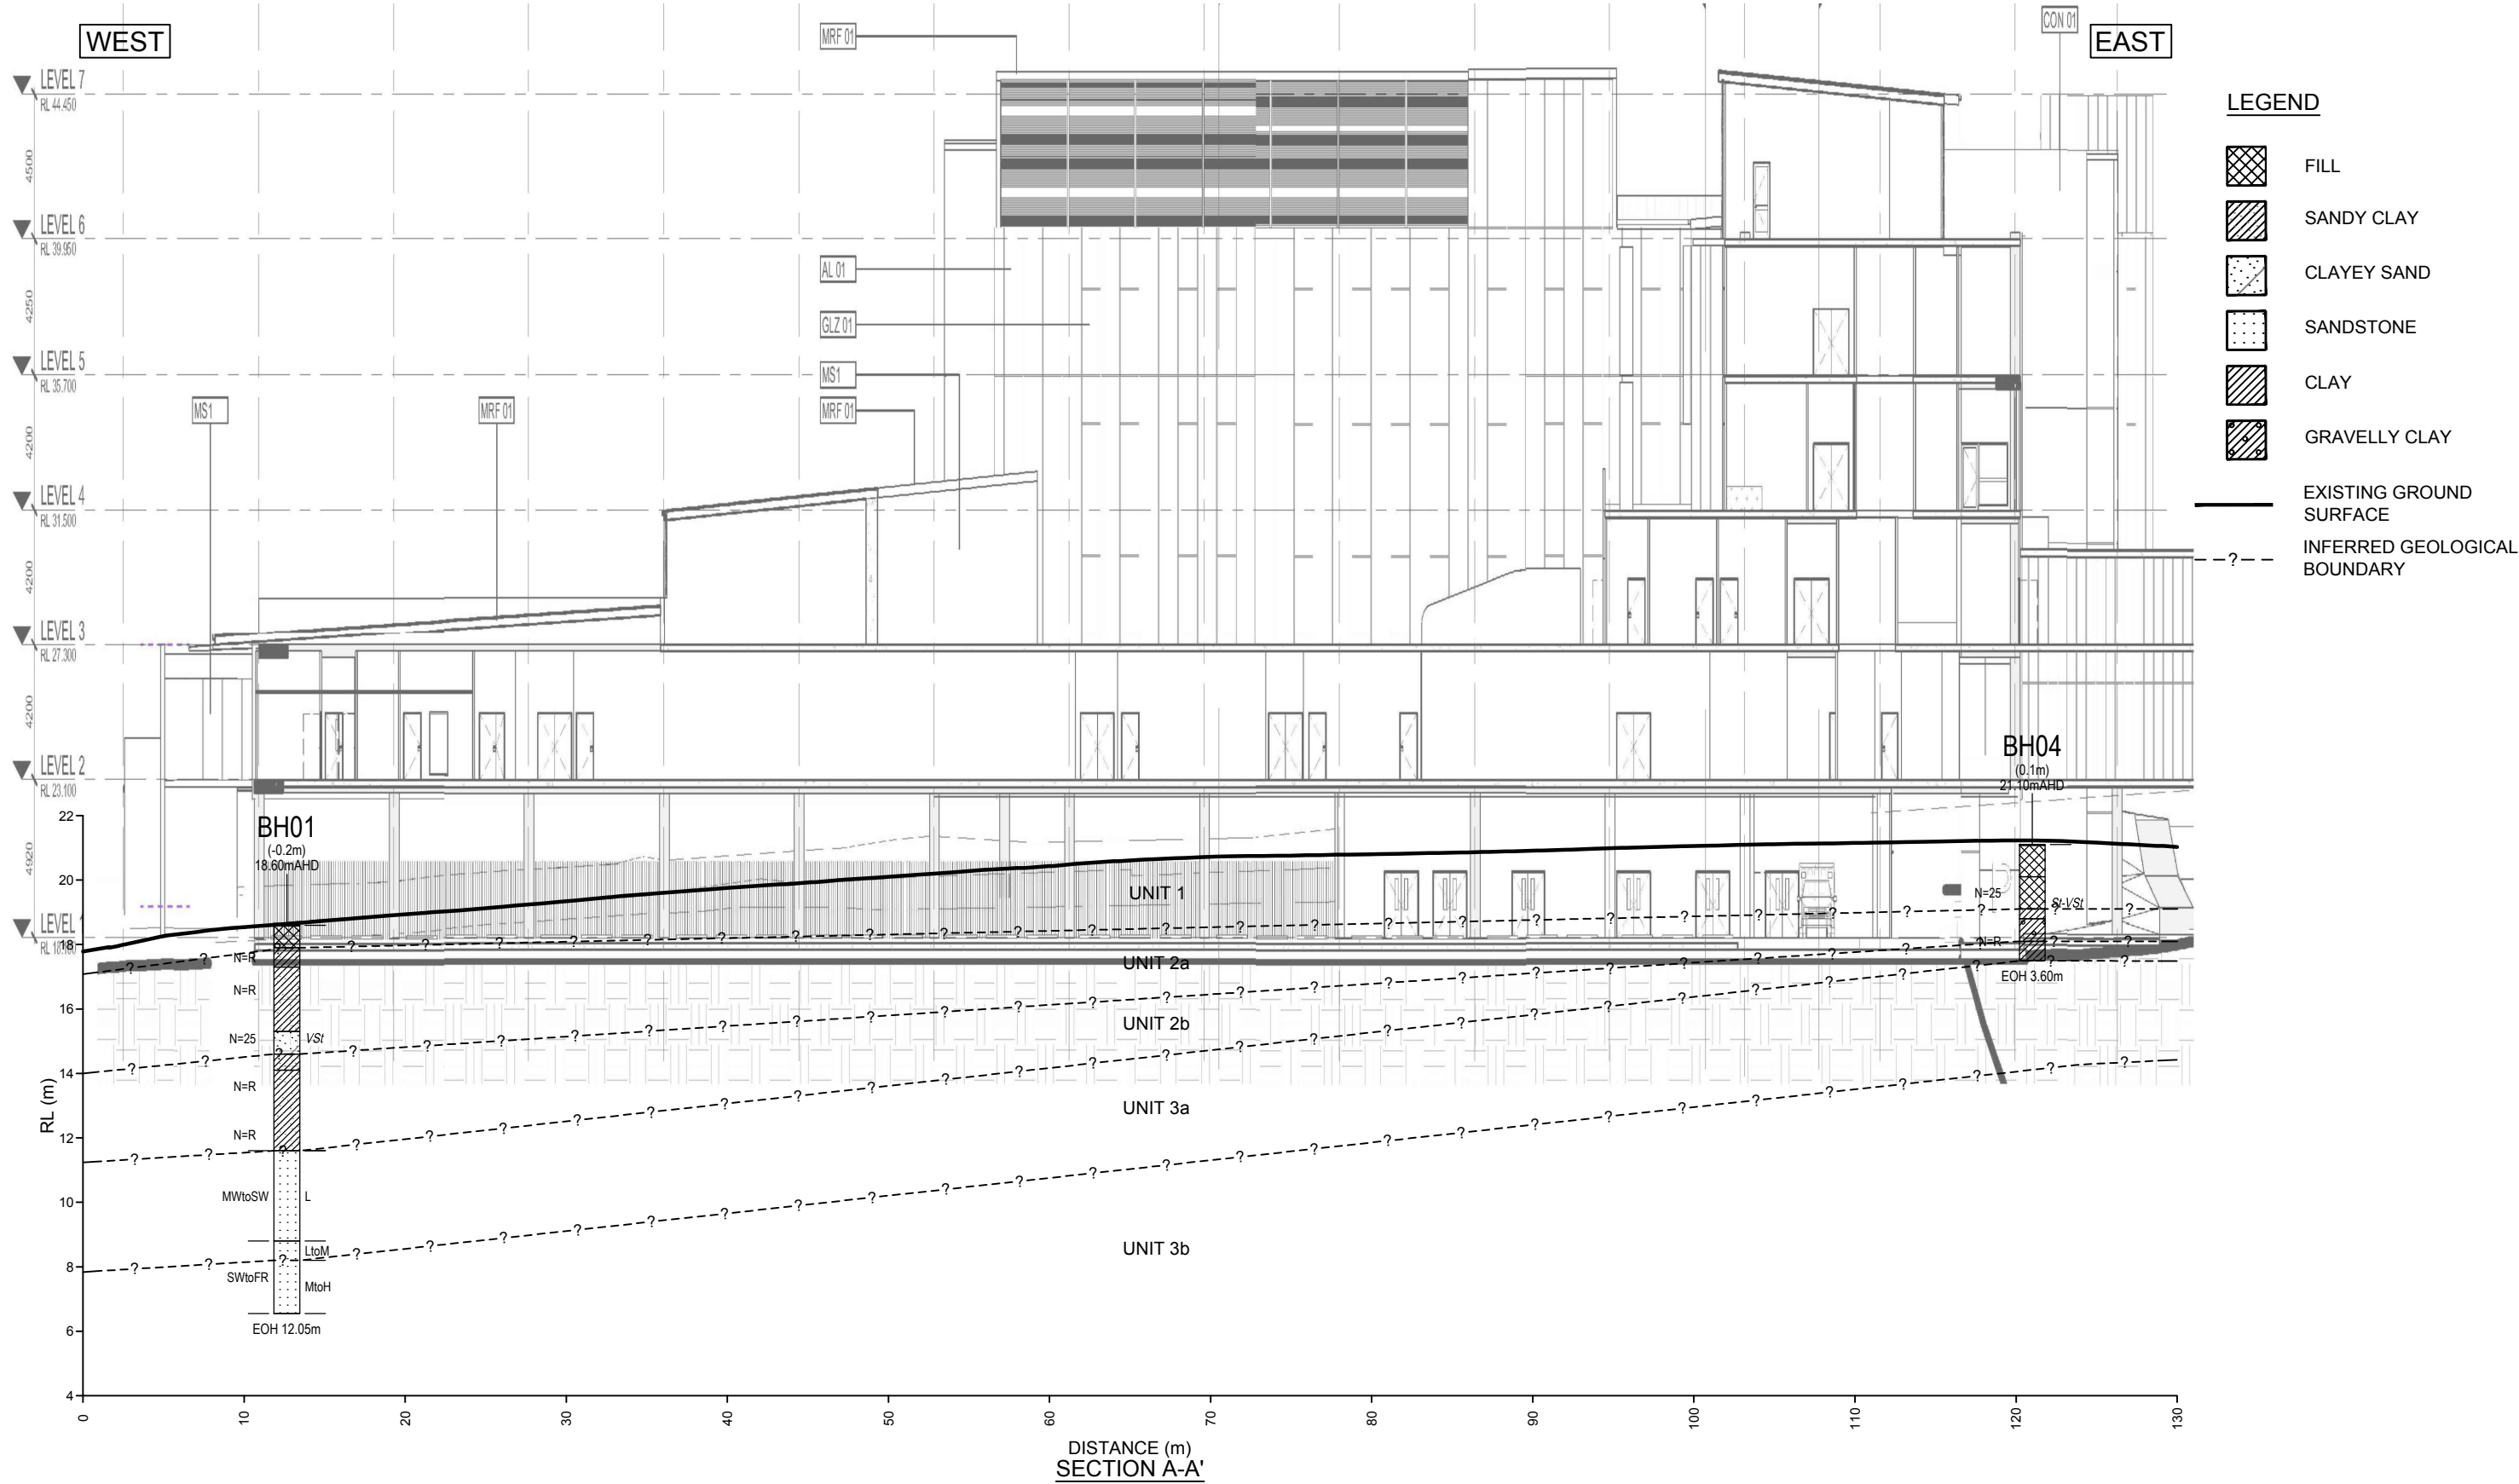 WEST
EAST
MRF 01
CON 01
LEVEL 7
RL 44.450
4500
LEVEL 6
RL 39.950
4250
AL 01
GLZ 01
LEVEL 5
RL 35.700
4200
MS1
MRF 01
MS1
MRF 01
LEVEL 4
RL 31.500
4200
LEVEL 3
RL 27.300
4200
LEVEL 2
RL 23.100
4920
LEVEL 1
LEGEND
FILL
SANDY CLAY
CLAYEY SAND
SANDSTONE
CLAY
GRAVELLY CLAY
EXISTING GROUND
SURFACE
INFERRED GEOLOGICAL
BOUNDARY
?
BH01
(-0.2m)
18.60mAHD
N=R
N=R
N=25
VSt
N=R
N=R
MWtoSW
L
LtoM
SWtoFR
MtoH
EOH 12.05m
BH04
(0.1m)
21.10mAHD
N=25
St-VSt
N=R
EOH 3.60m
UNIT 1
UNIT 2a
UNIT 2b
UNIT 3a
UNIT 3b
RL (m)
22
20
18
16
14
12
10
8
6
4
0
10
20
30
40
50
60
70
80
90
100
110
120
130
DISTANCE (m)
SECTION A-A'